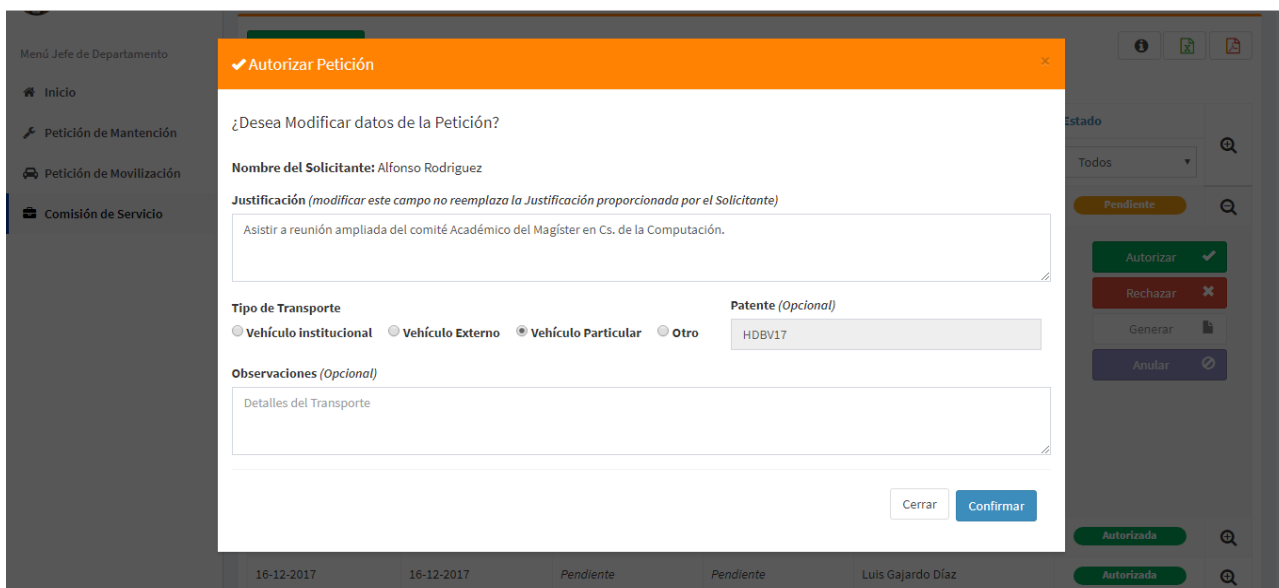 Menú Jefe de Departamento
Inicio
Petición de Mantención
Petición de Movilización
Comisión de Servicio
Autorizar Petición
×
¿Desea Modificar datos de la Petición?
Nombre del Solicitante: Alfonso Rodriguez
Justificación (modificar este campo no reemplaza la Justificación proporcionada por el Solicitante)
Asistir a reunión ampliada del comité Académico del Magíster en Cs. de la Computación.
Tipo de Transporte
Vehículo institucional Vehículo Externo Vehículo Particular Otro
Patente (Opcional)
HDBV17
Observaciones (Opcional)
Detalles del Transporte
Cerrar Confirmar
Estado
Todos
Pendiente
Autorizar
Rechazar
Generar
Anular
Autorizada
16-12-2017 16-12-2017 Pendiente Pendiente Luis Gajardo Díaz Autorizada